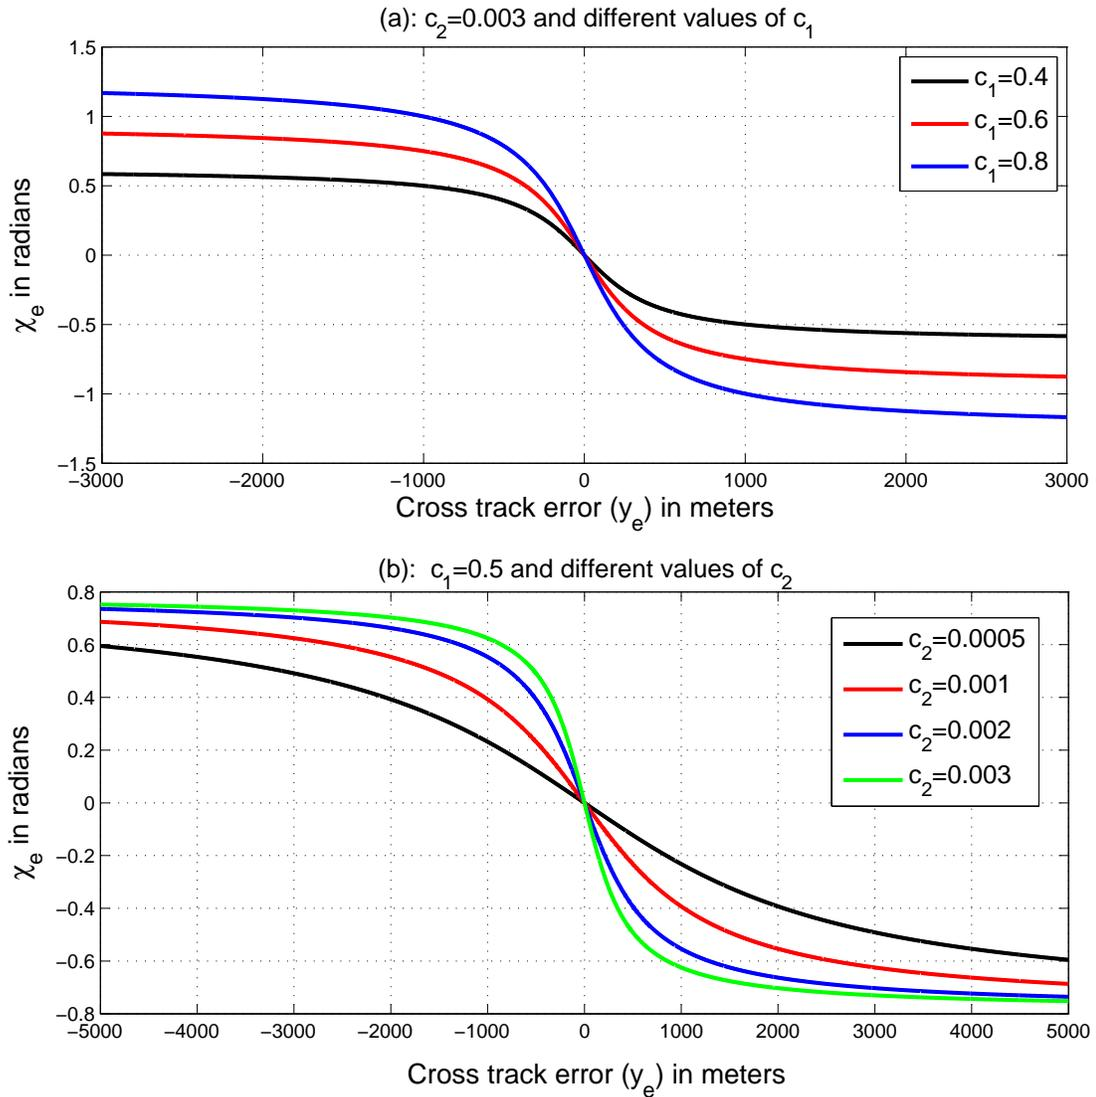 (a): c₂=0.003 and different values of c₁
1.5
1
0.5
0
−0.5
−1
−1.5
χₑ in radians
c₁=0.4
c₁=0.6
c₁=0.8
−3000 −2000 −1000 0 1000 2000 3000
Cross track error (yₑ) in meters
(b): c₁=0.5 and different values of c₂
0.8
0.6
0.4
0.2
0
−0.2
−0.4
−0.6
−0.8
χₑ in radians
c₂=0.0005
c₂=0.001
c₂=0.002
c₂=0.003
−5000 −4000 −3000 −2000 −1000 0 1000 2000 3000 4000 5000
Cross track error (yₑ) in meters